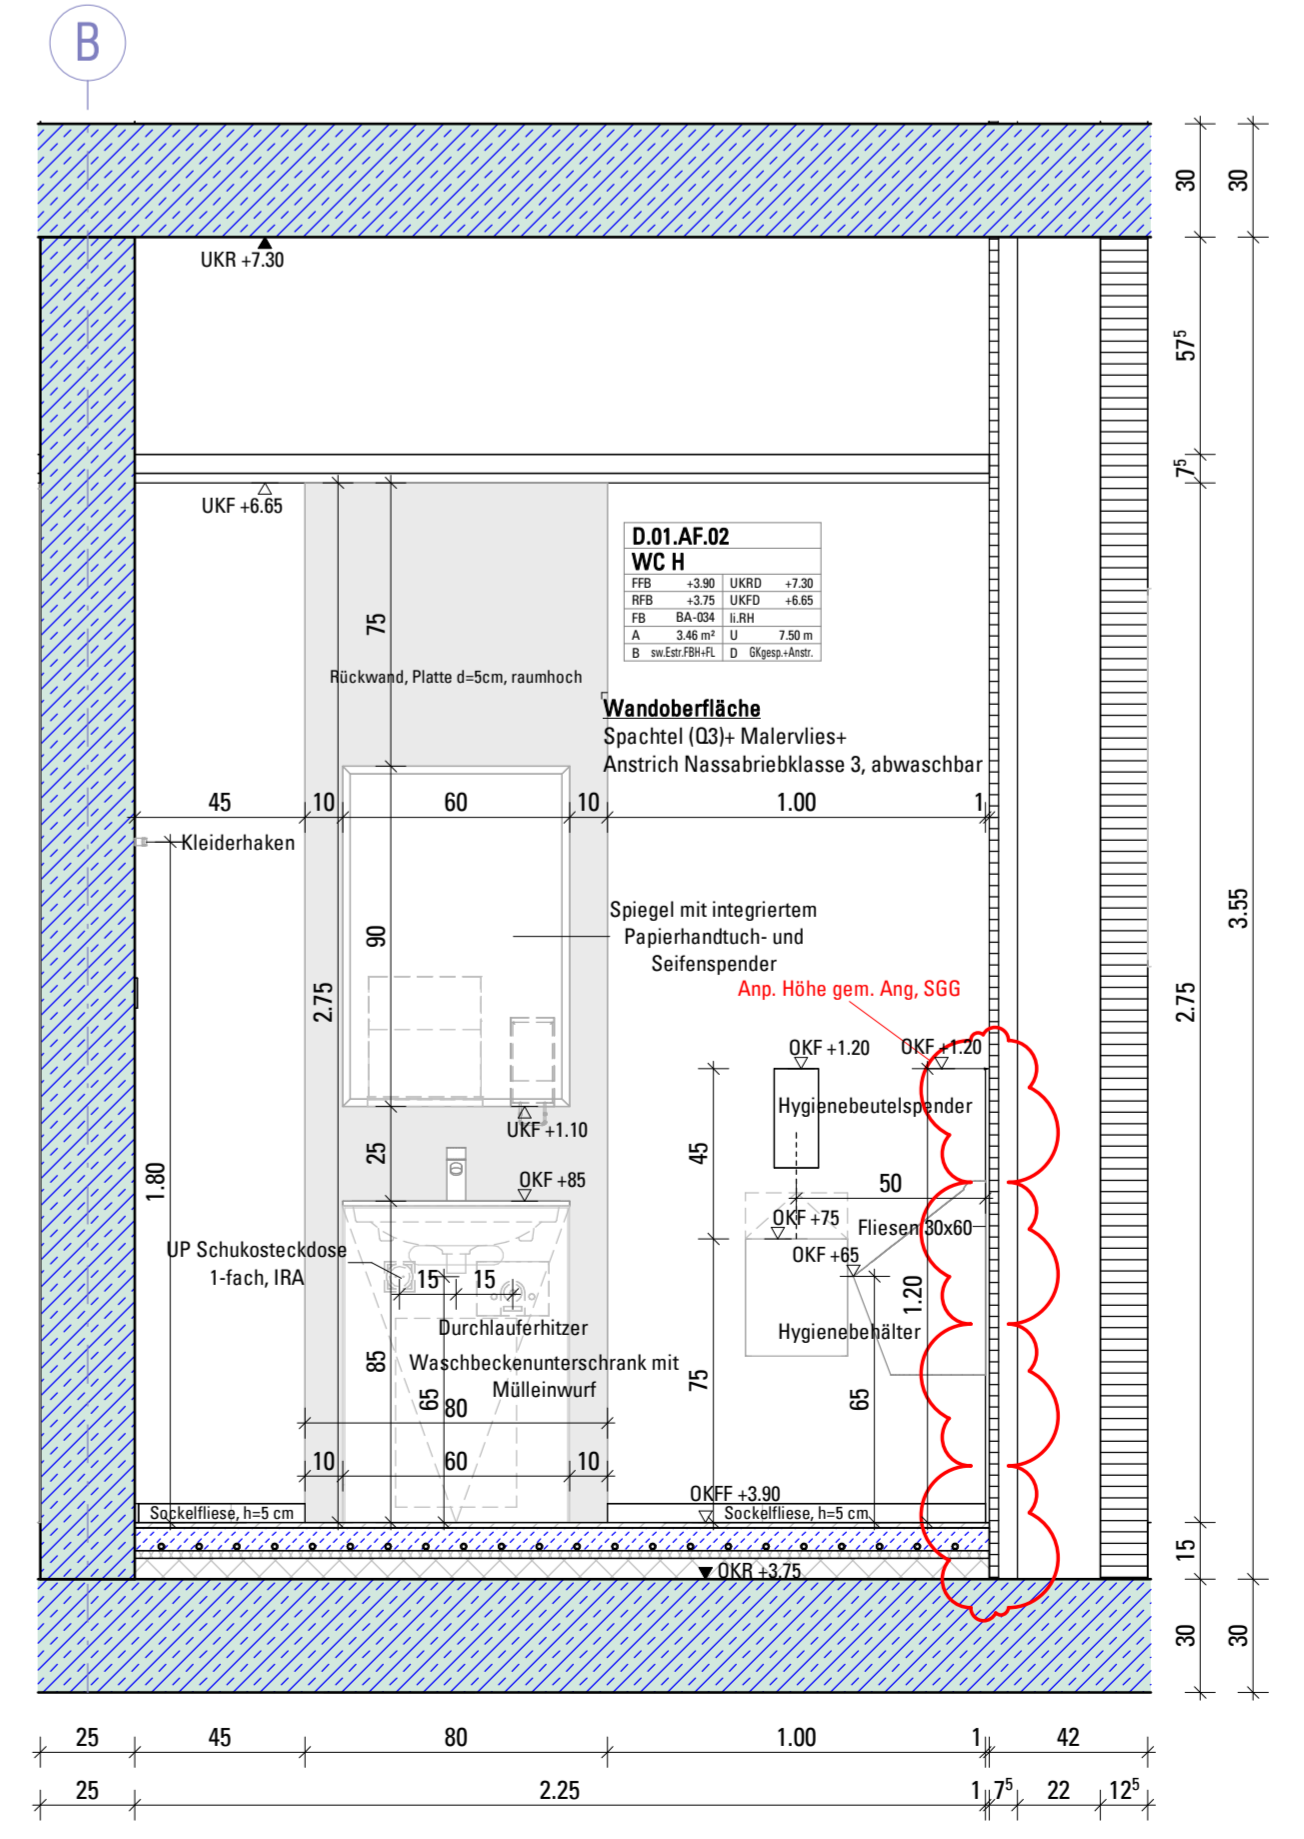 B
30
30
UKR +7.30
57⁵
7⁵
UKF +6.65
D.01.AF.02
WC H
FFB +3.90 UKRD +7.30
RFB +3.75 UKFD +6.65
FB BA-034 li.RH
A 3.46 m² U 7.50 m
B sw.Estr.FBH+FL D GKgesp.+Anstr.
75
Rückwand, Platte d=5cm, raumhoch
Wandoberfläche
Spachtel (Q3)+ Malervlies+
Anstrich Nassabriebklasse 3, abwaschbar
45 10 60 10 1.00 1
Kleiderhaken
Spiegel mit integriertem
Papierhandtuch- und
Seifenspender
90
2.75
2.75
3.55
Anp. Höhe gem. Ang, SGG
OKF +1.20
OKF +1.20
Hygienebeutelspender
UKF +1.10
25
45
1.80
OKF +85
50
OKF +75
Fliesen 30x60
OKF +65
UP Schukosteckdose
1-fach, IRA
15 15
1.20
Durchlauferhitzer
Hygienebehälter
85
Waschbeckenunterschrank mit
Mülleinwurf
65
75
65
80
10 60 10
OKFF +3.90
Sockelfliese, h=5 cm
Sockelfliese, h=5 cm
15
OKR +3.75
30
30
25 45 80 1.00 1 42
25 2.25 1 7⁵ 22 12⁵